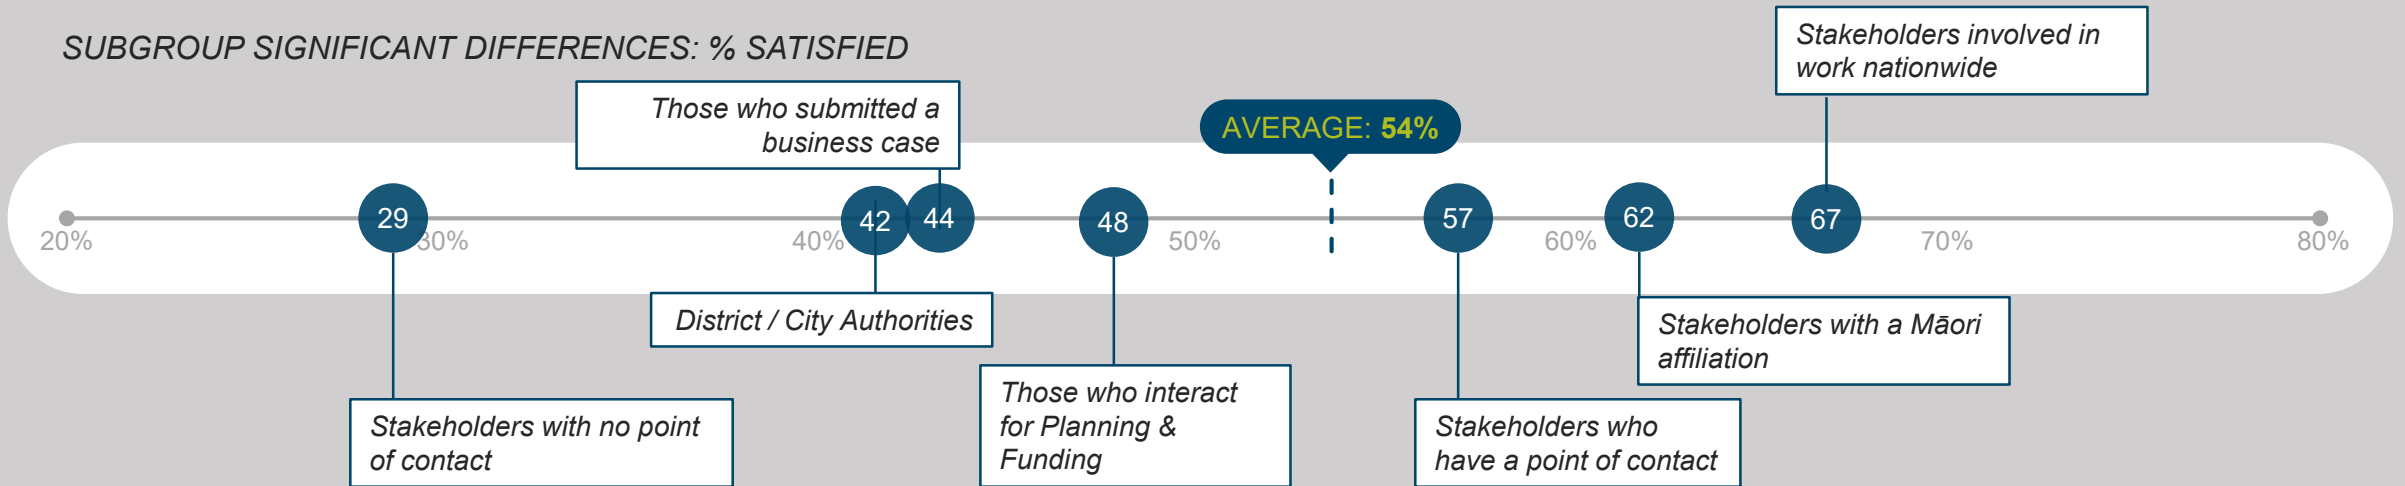 SUBGROUP SIGNIFICANT DIFFERENCES: % SATISFIED
Stakeholders involved in
work nationwide
Those who submitted a
business case
AVERAGE: 54%
29
42
44
48
57
62
67
20%
30%
40%
50%
60%
70%
80%
District / City Authorities
Stakeholders with a Māori
affiliation
Those who interact
for Planning &
Funding
Stakeholders with no point
of contact
Stakeholders who
have a point of contact